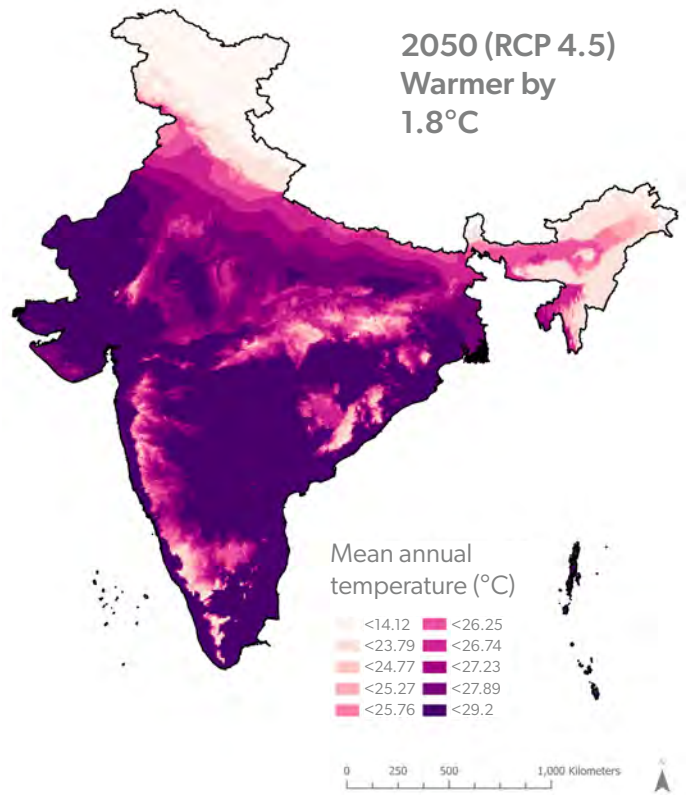 2050 (RCP 4.5)
Warmer by
1.8°C
Mean annual
temperature (°C)
<14.12 <26.25
<23.79 <26.74
<24.77 <27.23
<25.27 <27.89
<25.76 <29.2
0 250 500 1,000 Kilometers
N